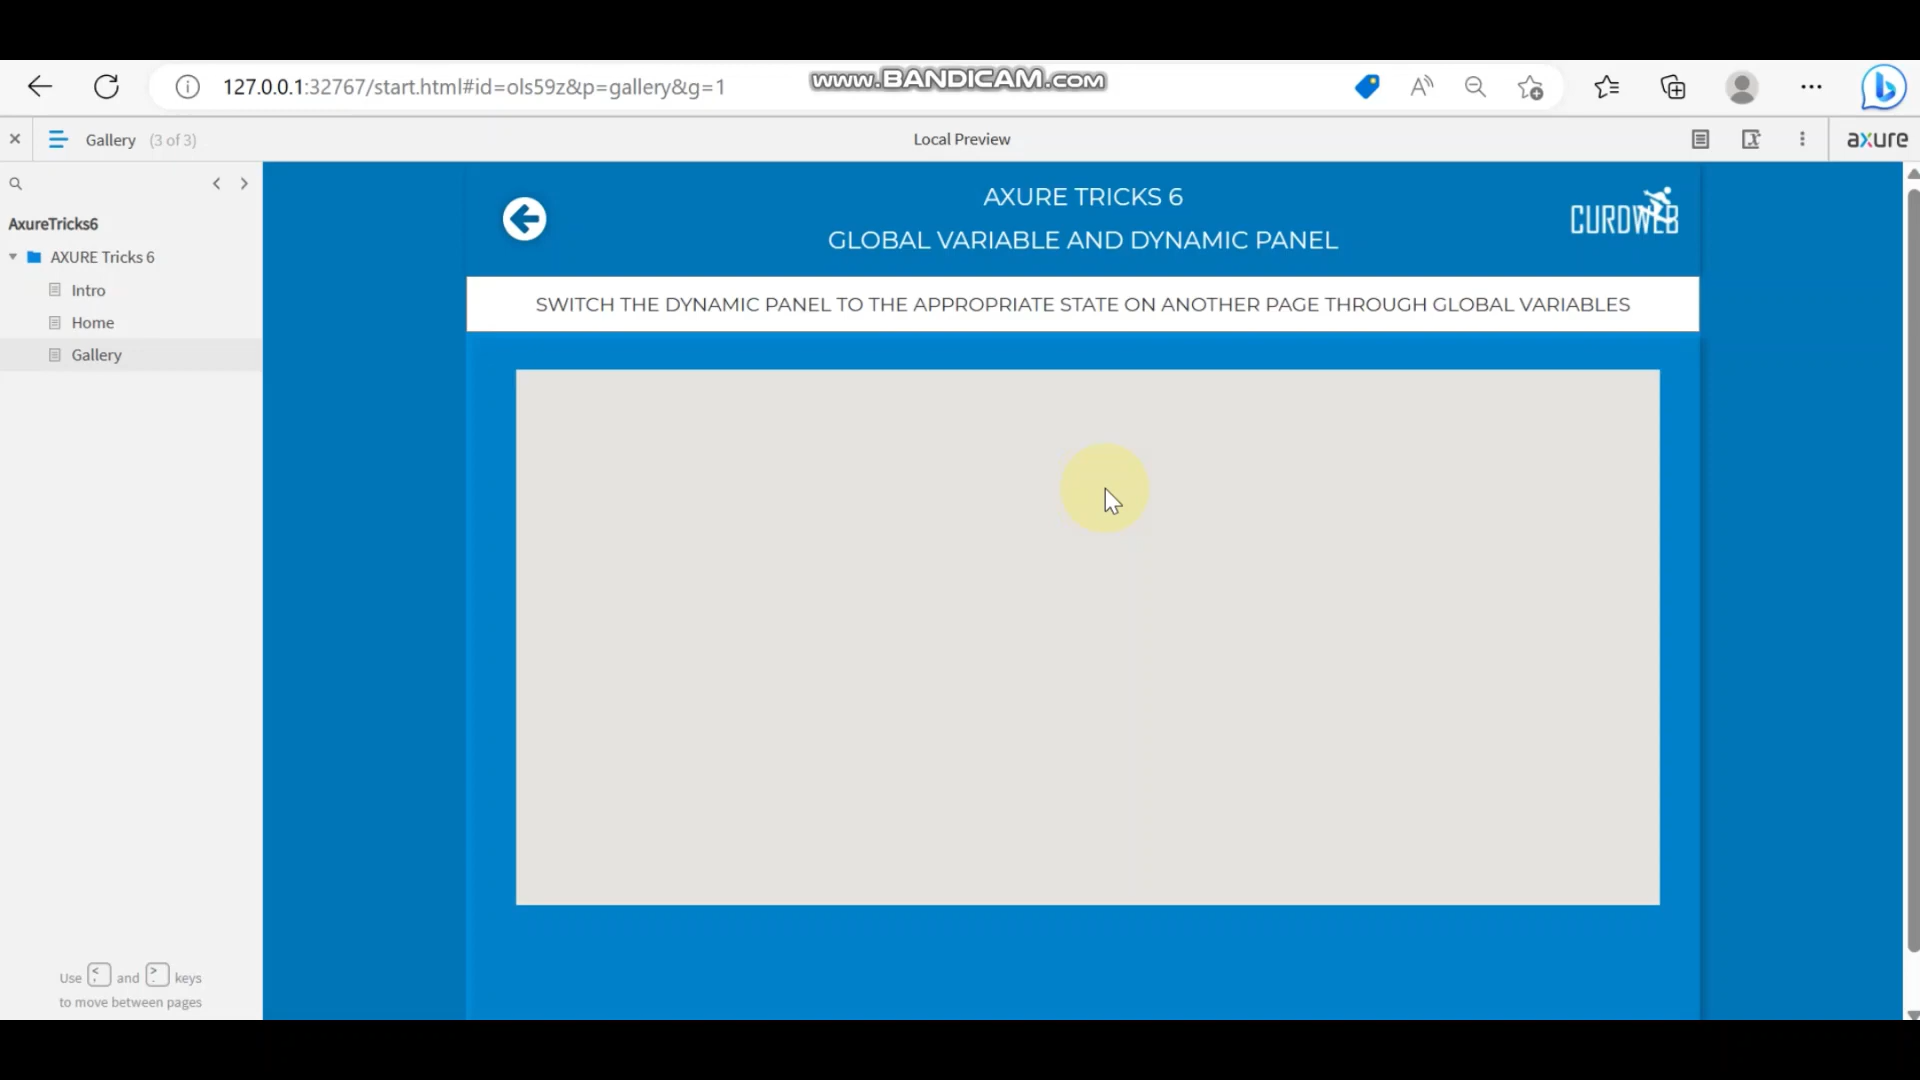 www.BANDICAM.com
127.0.0.1:32767/start.html#id=ols59z&p=gallery&g=1
Gallery (3 of 3)
Local Preview
axure
AxureTricks6
AXURE Tricks 6
Intro
Home
Gallery
AXURE TRICKS 6
GLOBAL VARIABLE AND DYNAMIC PANEL
CURDWEB
SWITCH THE DYNAMIC PANEL TO THE APPROPRIATE STATE ON ANOTHER PAGE THROUGH GLOBAL VARIABLES
Use < , and > . keys
to move between pages